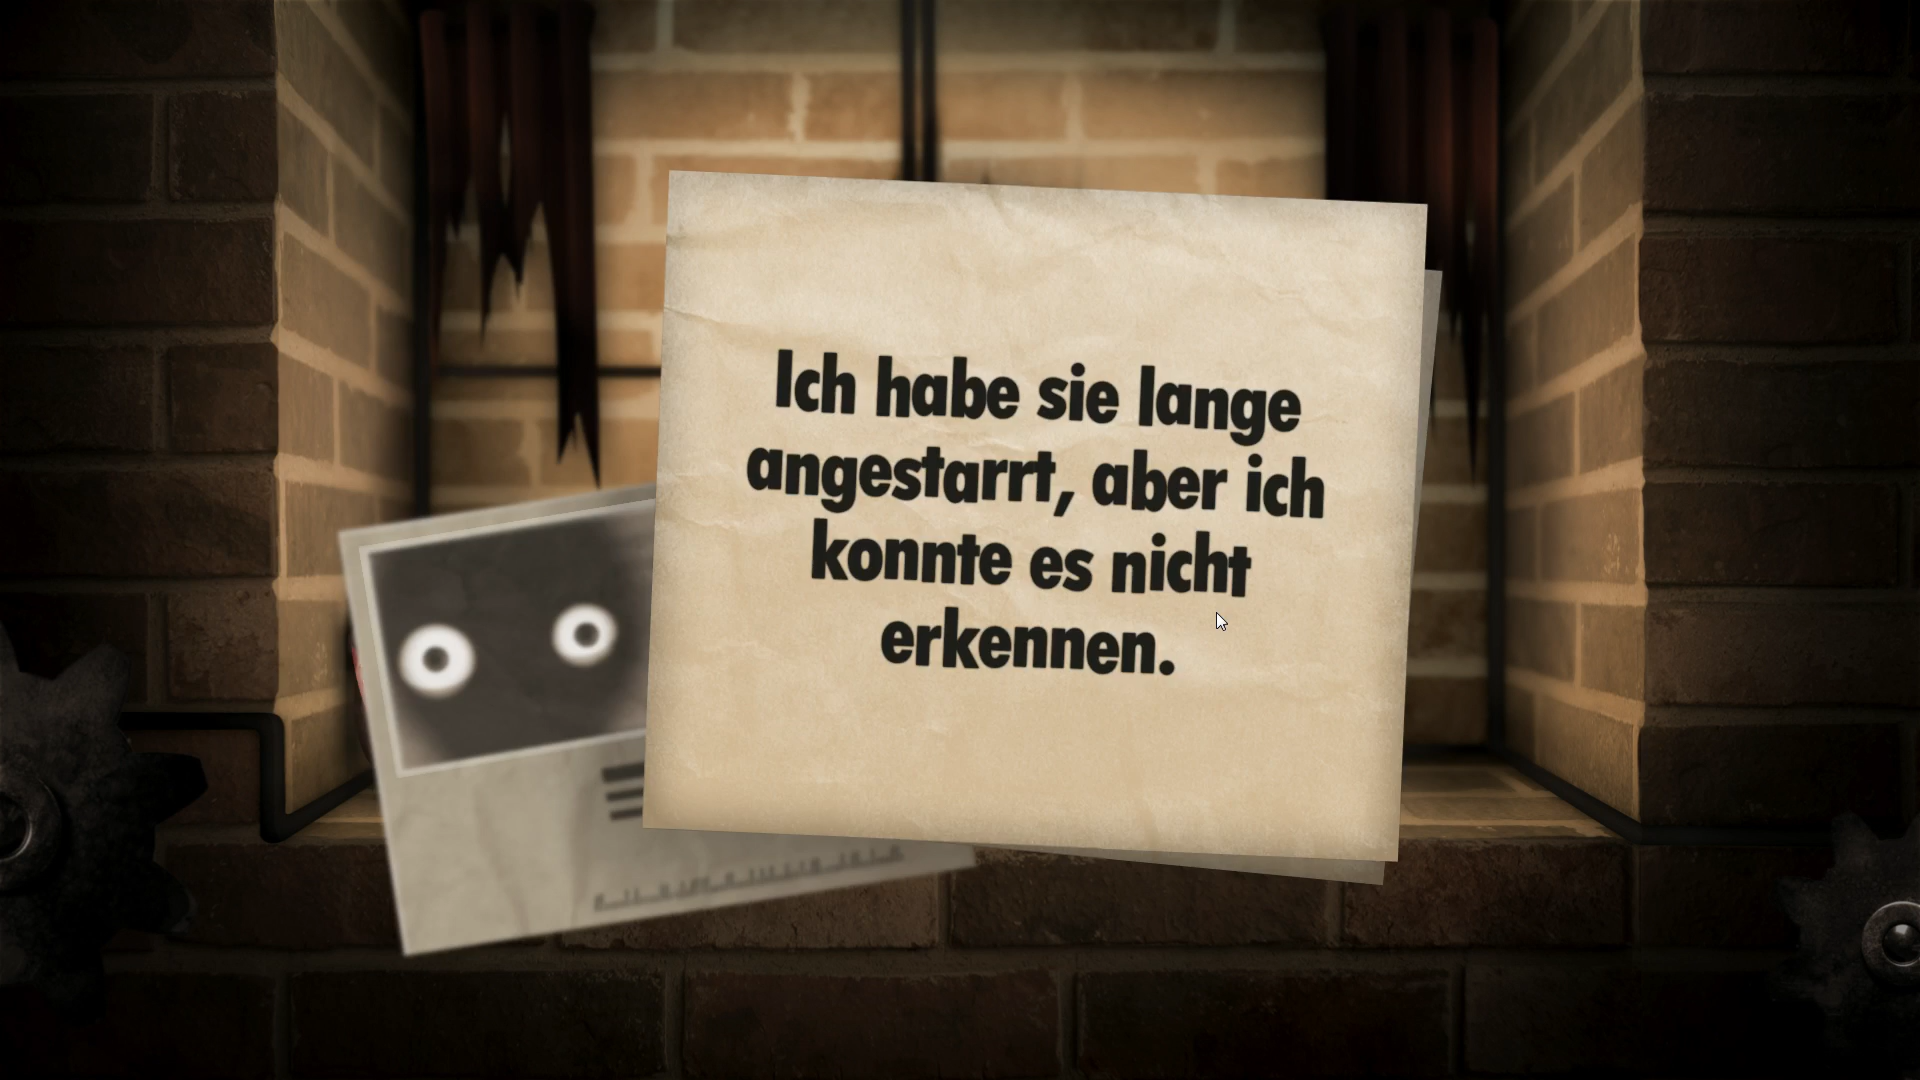 Ich habe sie lange
angestarrt, aber ich
konnte es nicht
erkennen.